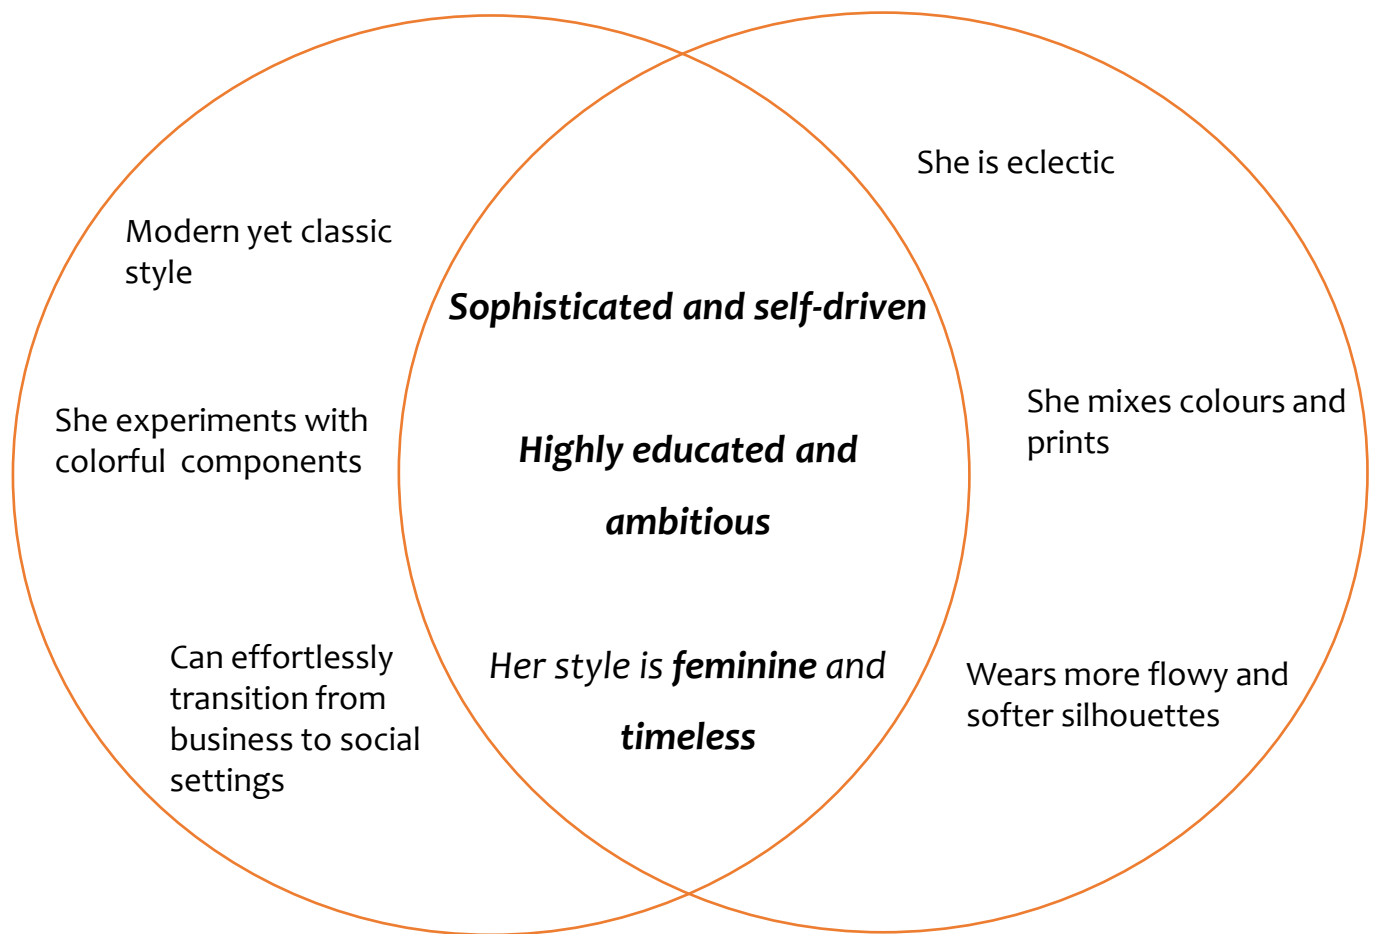 Modern yet classic
style
She experiments with
colorful  components
Can effortlessly
transition from
business to social
settings
Sophisticated and self-driven
Highly educated and
ambitious
Her style is feminine and
timeless
She is eclectic
She mixes colours and
prints
Wears more flowy and
softer silhouettes